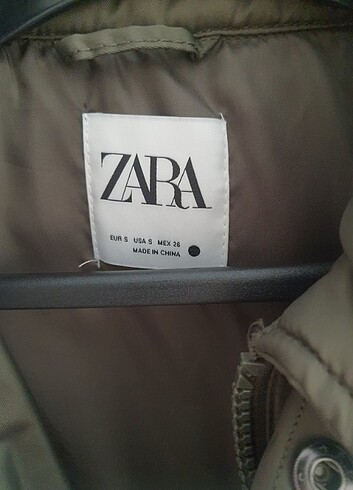 ZARA
EUR S USA S MEX 26
MADE IN CHINA